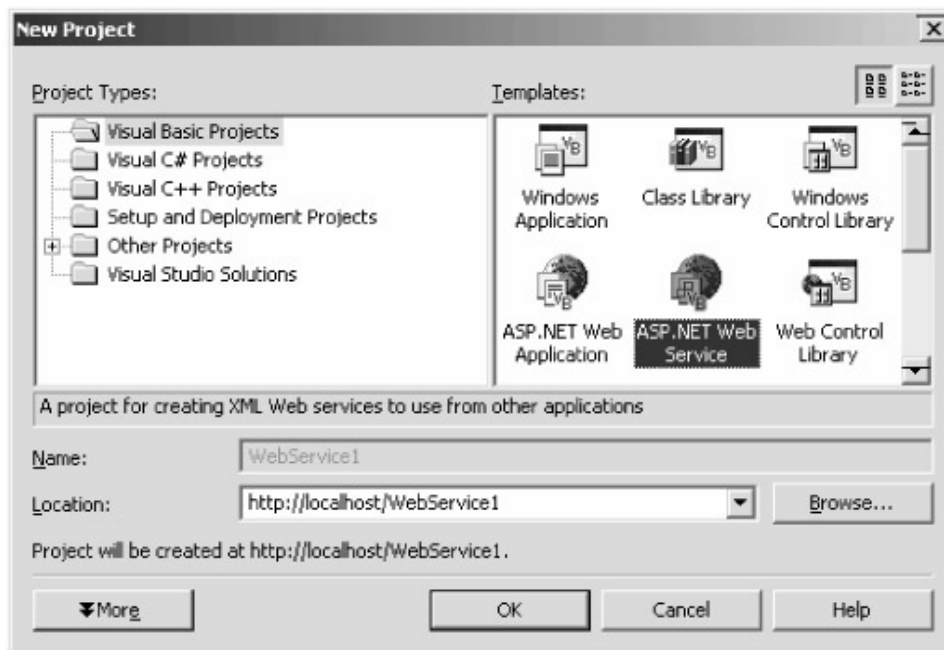 New Project
Project Types:
Templates:
Visual Basic Projects
Visual C# Projects
Visual C++ Projects
Setup and Deployment Projects
Other Projects
Visual Studio Solutions
Windows
Application
Class Library
Windows
Control Library
ASP.NET Web
Application
ASP.NET Web
Service
Web Control
Library
A project for creating XML Web services to use from other applications
Name:
WebService1
Location:
http://localhost/WebService1
Browse...
Project will be created at http://localhost/WebService1.
More
OK
Cancel
Help